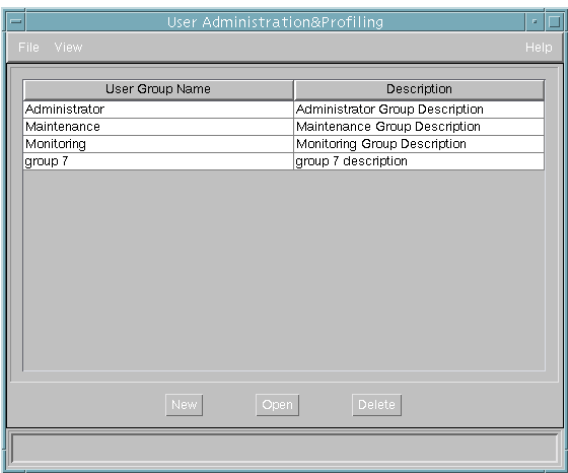 User Administration&Profiling
File View Help
User Group Name Description
Administrator Administrator Group Description
Maintenance Maintenance Group Description
Monitoring Monitoring Group Description
group 7 group 7 description
New Open Delete